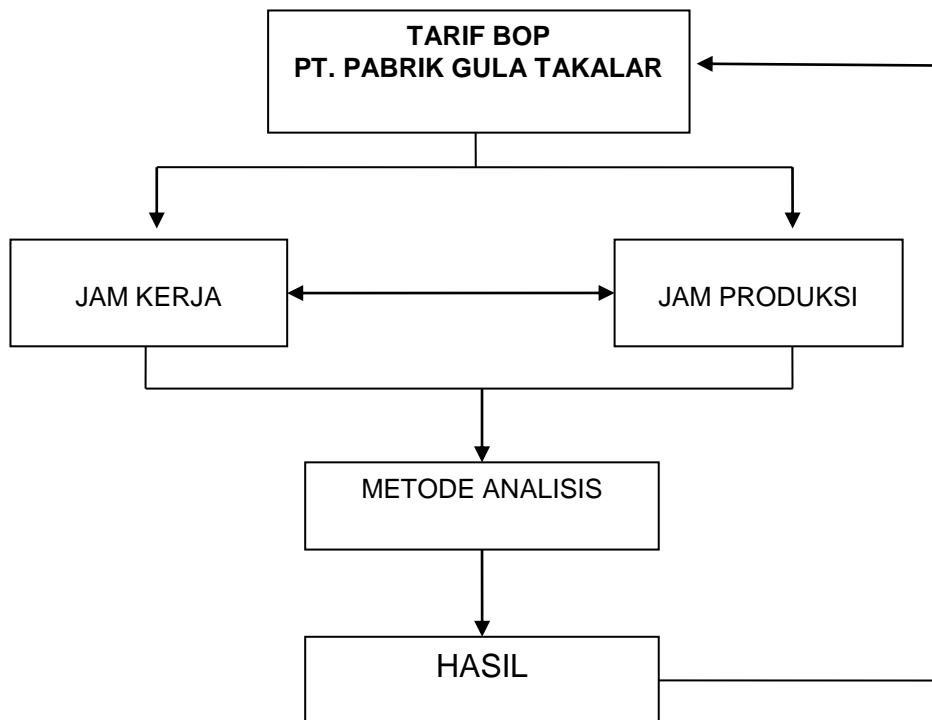 TARIF BOP
PT. PABRIK GULA TAKALAR
JAM KERJA
JAM PRODUKSI
METODE ANALISIS
HASIL